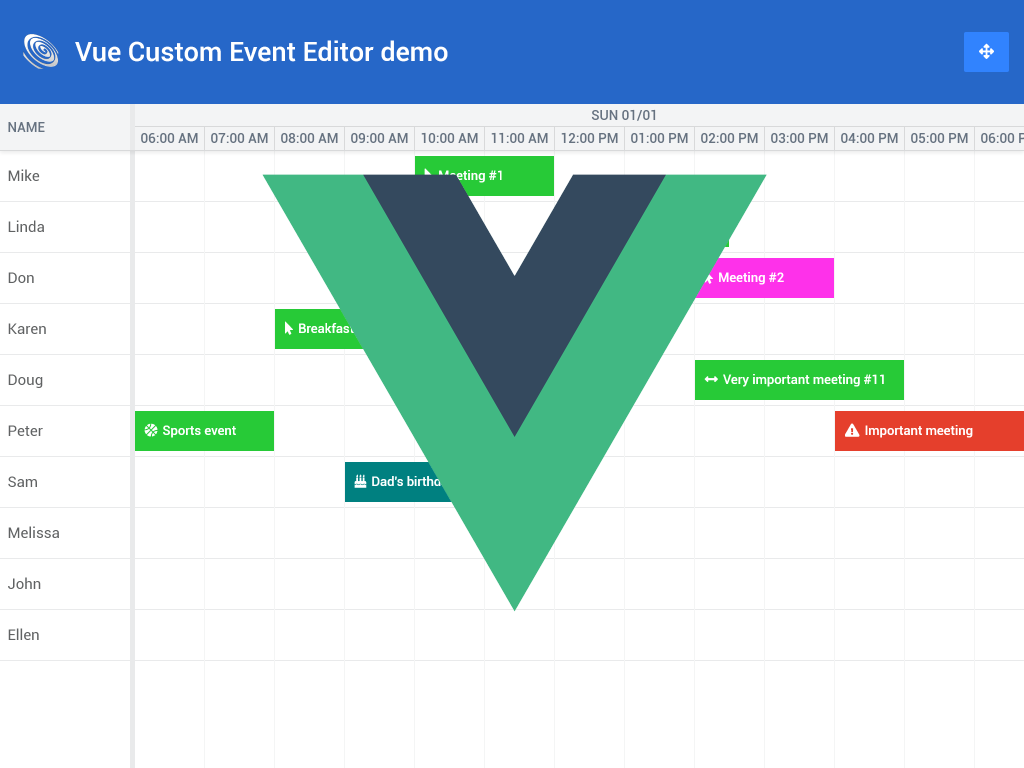 Vue Custom Event Editor demo
NAME
SUN 01/01
06:00 AM 07:00 AM 08:00 AM 09:00 AM 10:00 AM 11:00 AM 12:00 PM 01:00 PM 02:00 PM 03:00 PM 04:00 PM 05:00 PM 06:00 P
Mike
Meeting #1
Linda
Don
Meeting #2
Karen
Breakfast
Doug
Very important meeting #11
Peter
Sports event
Important meeting
Sam
Dad's birthd
Melissa
John
Ellen